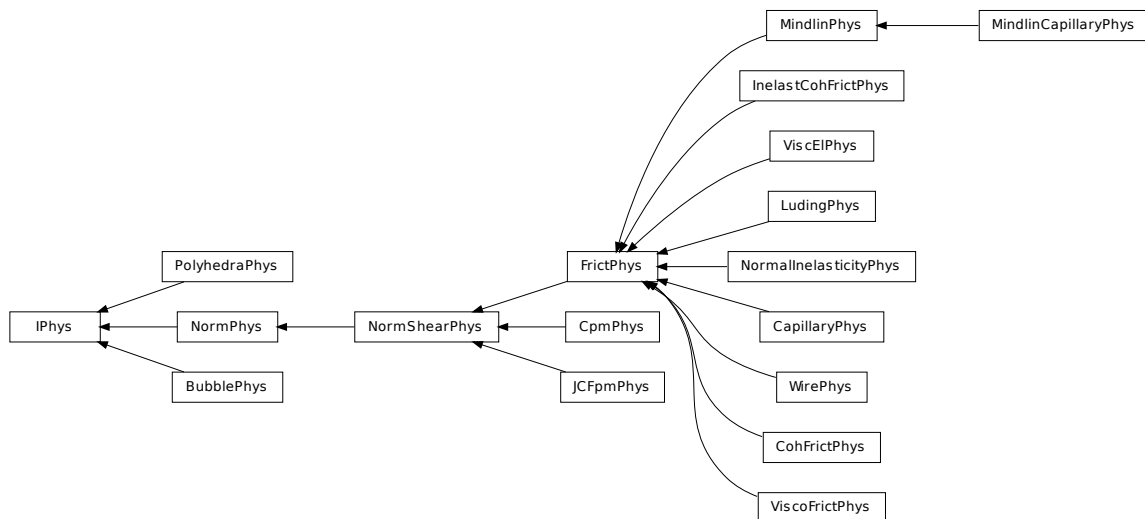 MindlinPhys
MindlinCapillaryPhys
InelastCohFrictPhys
ViscElPhys
LudingPhys
PolyhedraPhys
FrictPhys
NormalInelasticityPhys
IPhys
NormPhys
NormShearPhys
CpmPhys
CapillaryPhys
BubblePhys
JCFpmPhys
WirePhys
CohFrictPhys
ViscoFrictPhys